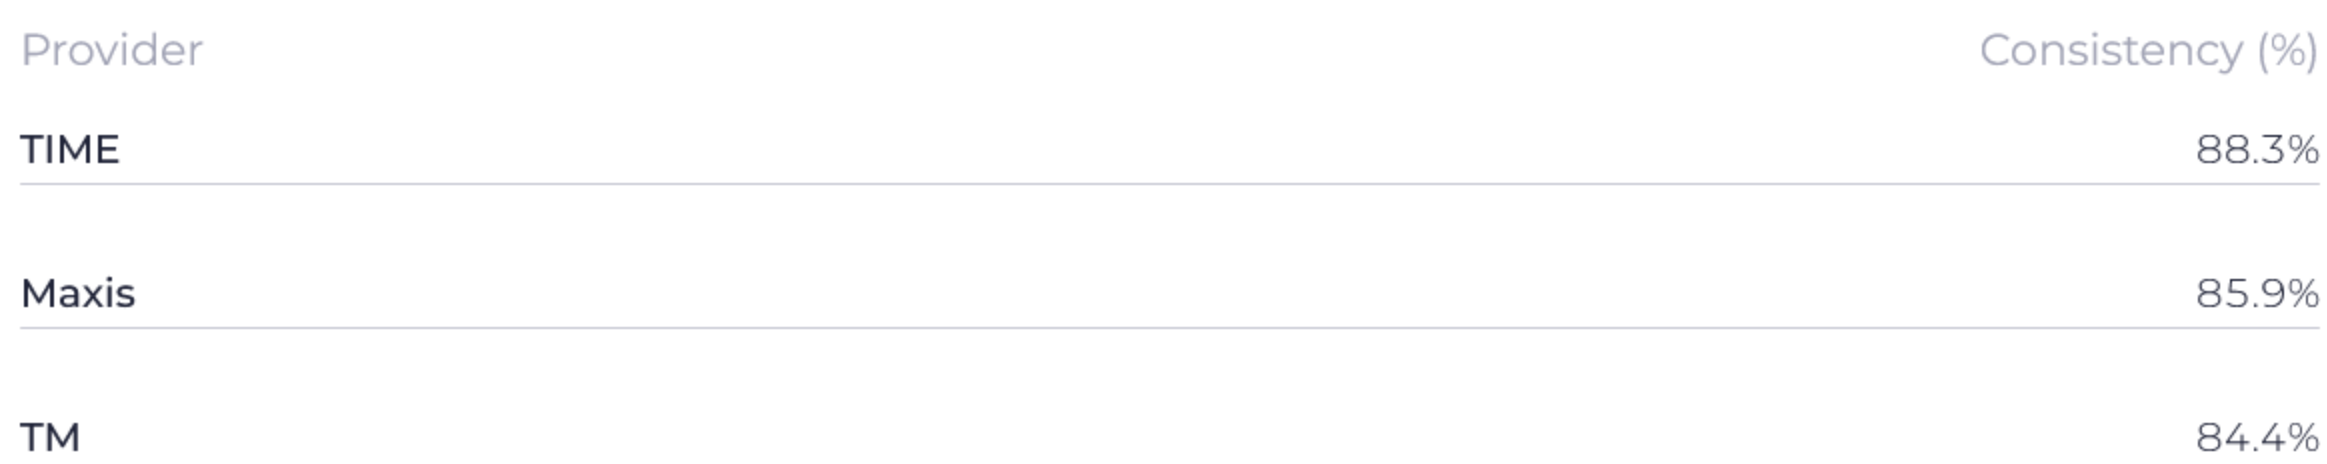 Provider Consistency (%)
TIME 88.3%
Maxis 85.9%
TM 84.4%